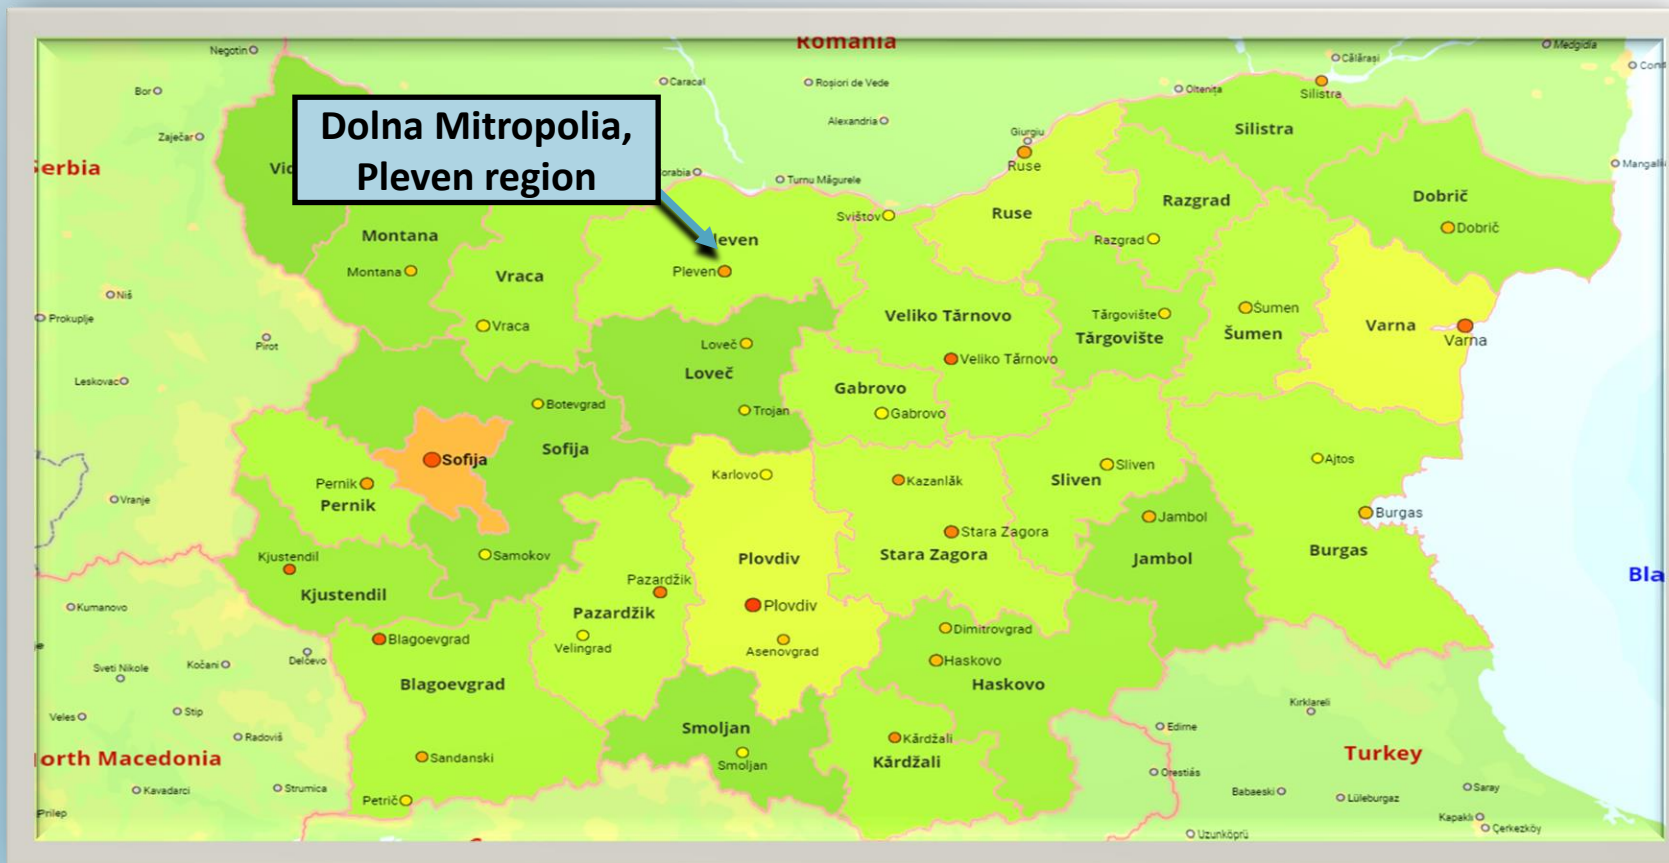 Romania
Medgidia
Negotin
Călărași
Caracal
Roșiori de Vede
Oltenița
Silistra
Bor
Dolna Mitropolia,
Pleven region
Alexandria
Giurgiu
Silistra
Zaječar
Ruse
Mangalia
Turnu Măgurele
Razgrad
Dobrič
Svištov
Ruse
Dobrič
Montana
Razgrad
Montana
Pleven
Vraca
Niš
Šumen
Prokuplje
Veliko Tărnovo
Tărgovište
Vraca
Varna
Šumen
Pirot
Loveč
Tărgovište
Varna
Veliko Tărnovo
Loveč
Leskovac
Gabrovo
Botevgrad
Trojan
Gabrovo
Sofija
Sofija
Ajtos
Sliven
Karlovo
Kazanlăk
Sliven
Pernik
Vranje
Pernik
Jambol
Burgas
Stara Zagora
Burgas
Kjustendil
Samokov
Plovdiv
Stara Zagora
Jambol
Pazardžik
Kjustendil
Kumanovo
Pazardžik
Plovdiv
Dimitrovgrad
Blagoevgrad
Velingrad
Asenovgrad
Delčevo
Haskovo
Sveti Nikole
Kočani
Blagoevgrad
Haskovo
Kirklareli
Veles
Stip
Smoljan
Edirne
Radoviš
Kărdžali
Turkey
Sandanski
Smoljan
Kărdžali
Orestiás
Kavadarci
Strumica
Babaeski
Lüleburgaz
Saray
Petrič
Prilep
Kapaklı
Çerkezköy
Uzunköprü